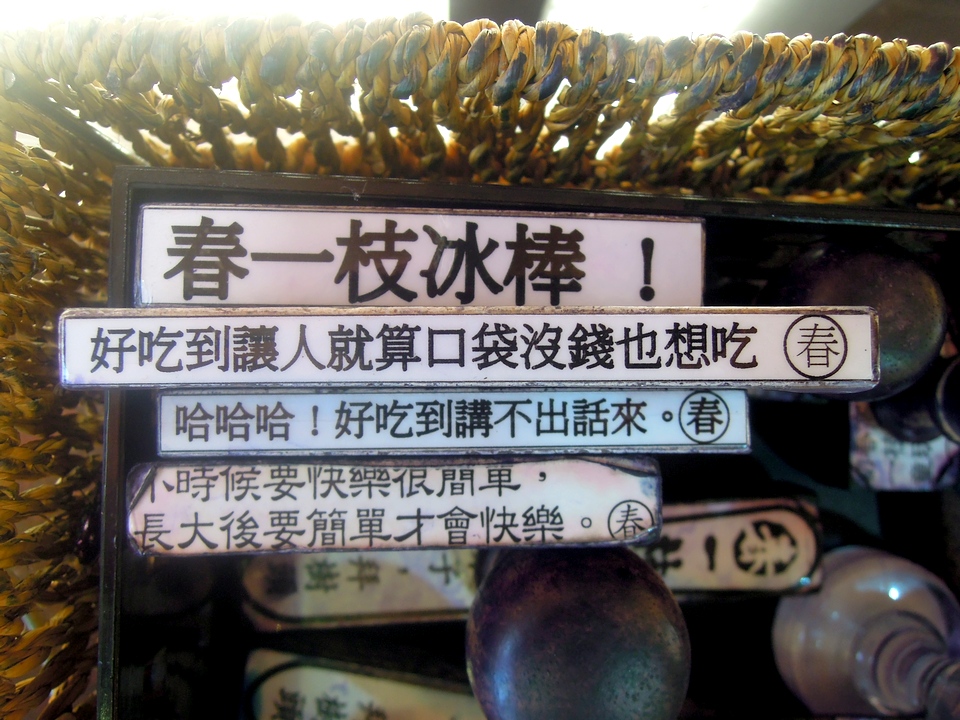 春一枝冰棒！
好吃到讓人就算口袋沒錢也想吃 春
哈哈哈！好吃到講不出話來。春
小時候要快樂很簡單，
長大後要簡單才會快樂。春